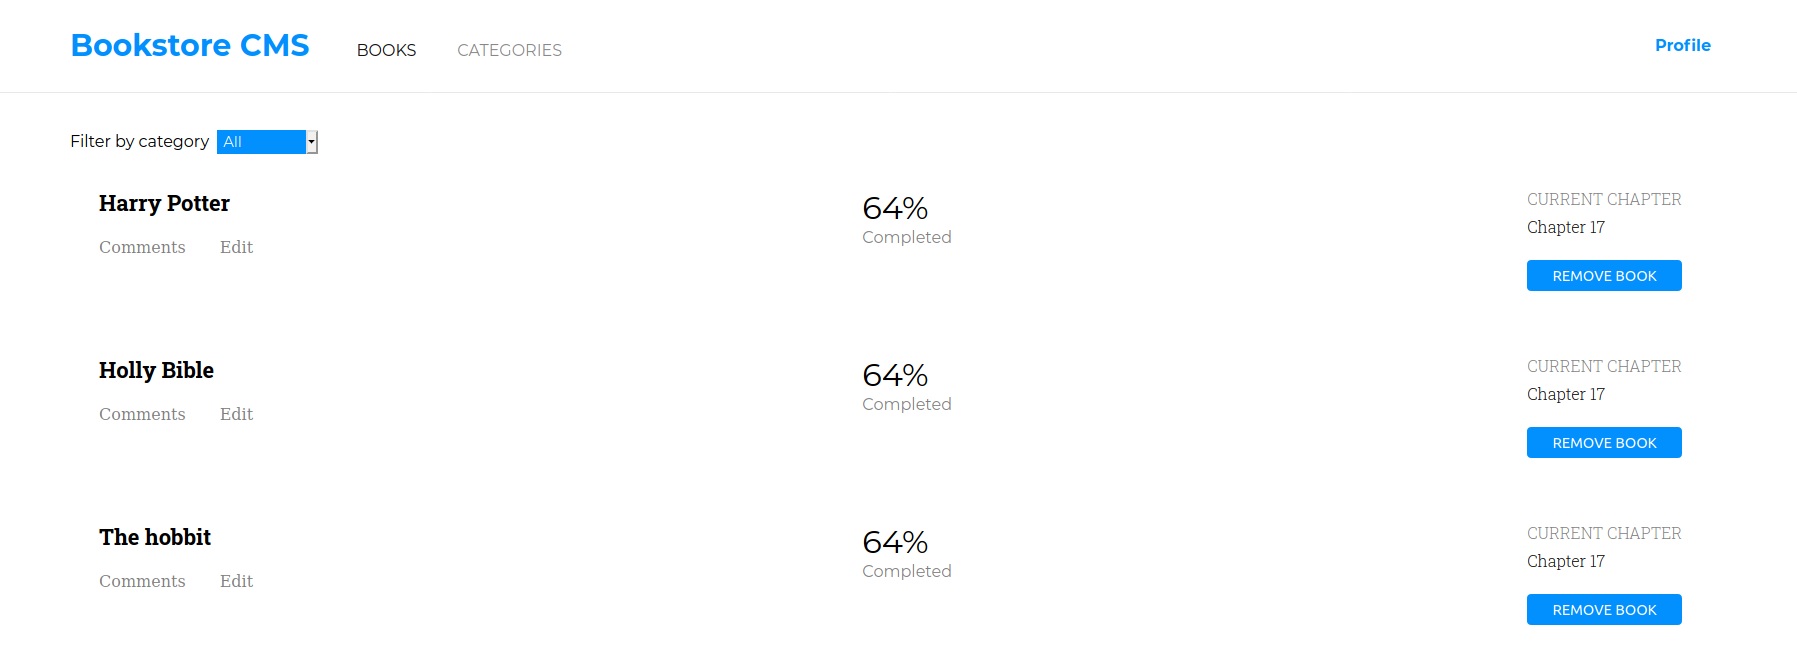 Bookstore CMS BOOKS CATEGORIES Profile
Filter by category All
Harry Potter
Comments Edit
64%
Completed
CURRENT CHAPTER
Chapter 17
REMOVE BOOK
Holly Bible
Comments Edit
64%
Completed
CURRENT CHAPTER
Chapter 17
REMOVE BOOK
The hobbit
Comments Edit
64%
Completed
CURRENT CHAPTER
Chapter 17
REMOVE BOOK